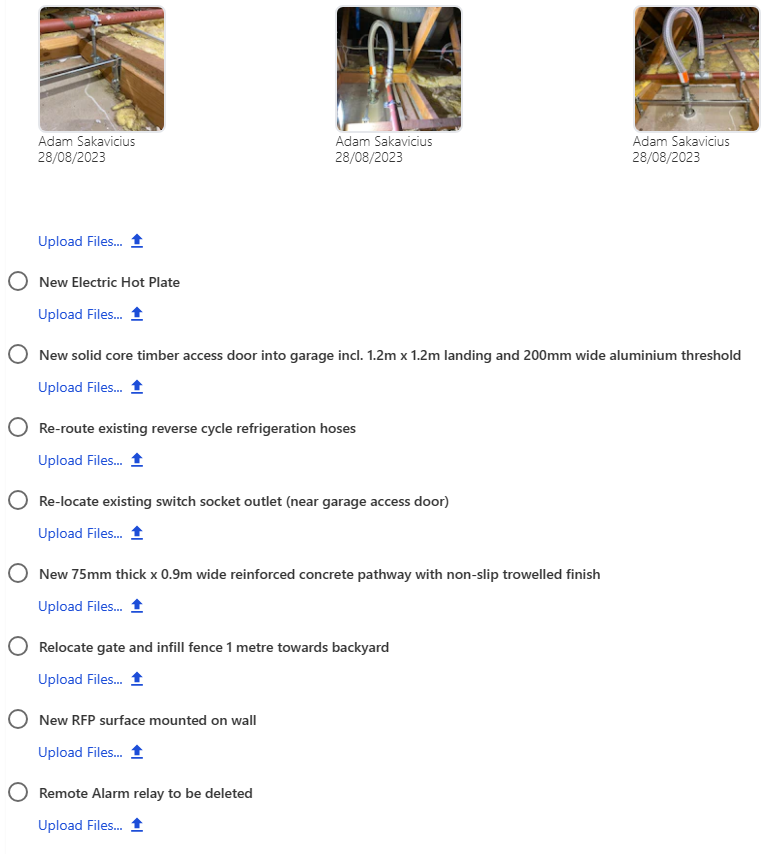 Adam Sakavicius
28/08/2023
Adam Sakavicius
28/08/2023
Adam Sakavicius
28/08/2023
Upload Files...
New Electric Hot Plate
Upload Files...
New solid core timber access door into garage incl. 1.2m x 1.2m landing and 200mm wide aluminium threshold
Upload Files...
Re-route existing reverse cycle refrigeration hoses
Upload Files...
Re-locate existing switch socket outlet (near garage access door)
Upload Files...
New 75mm thick x 0.9m wide reinforced concrete pathway with non-slip trowelled finish
Upload Files...
Relocate gate and infill fence 1 metre towards backyard
Upload Files...
New RFP surface mounted on wall
Upload Files...
Remote Alarm relay to be deleted
Upload Files...